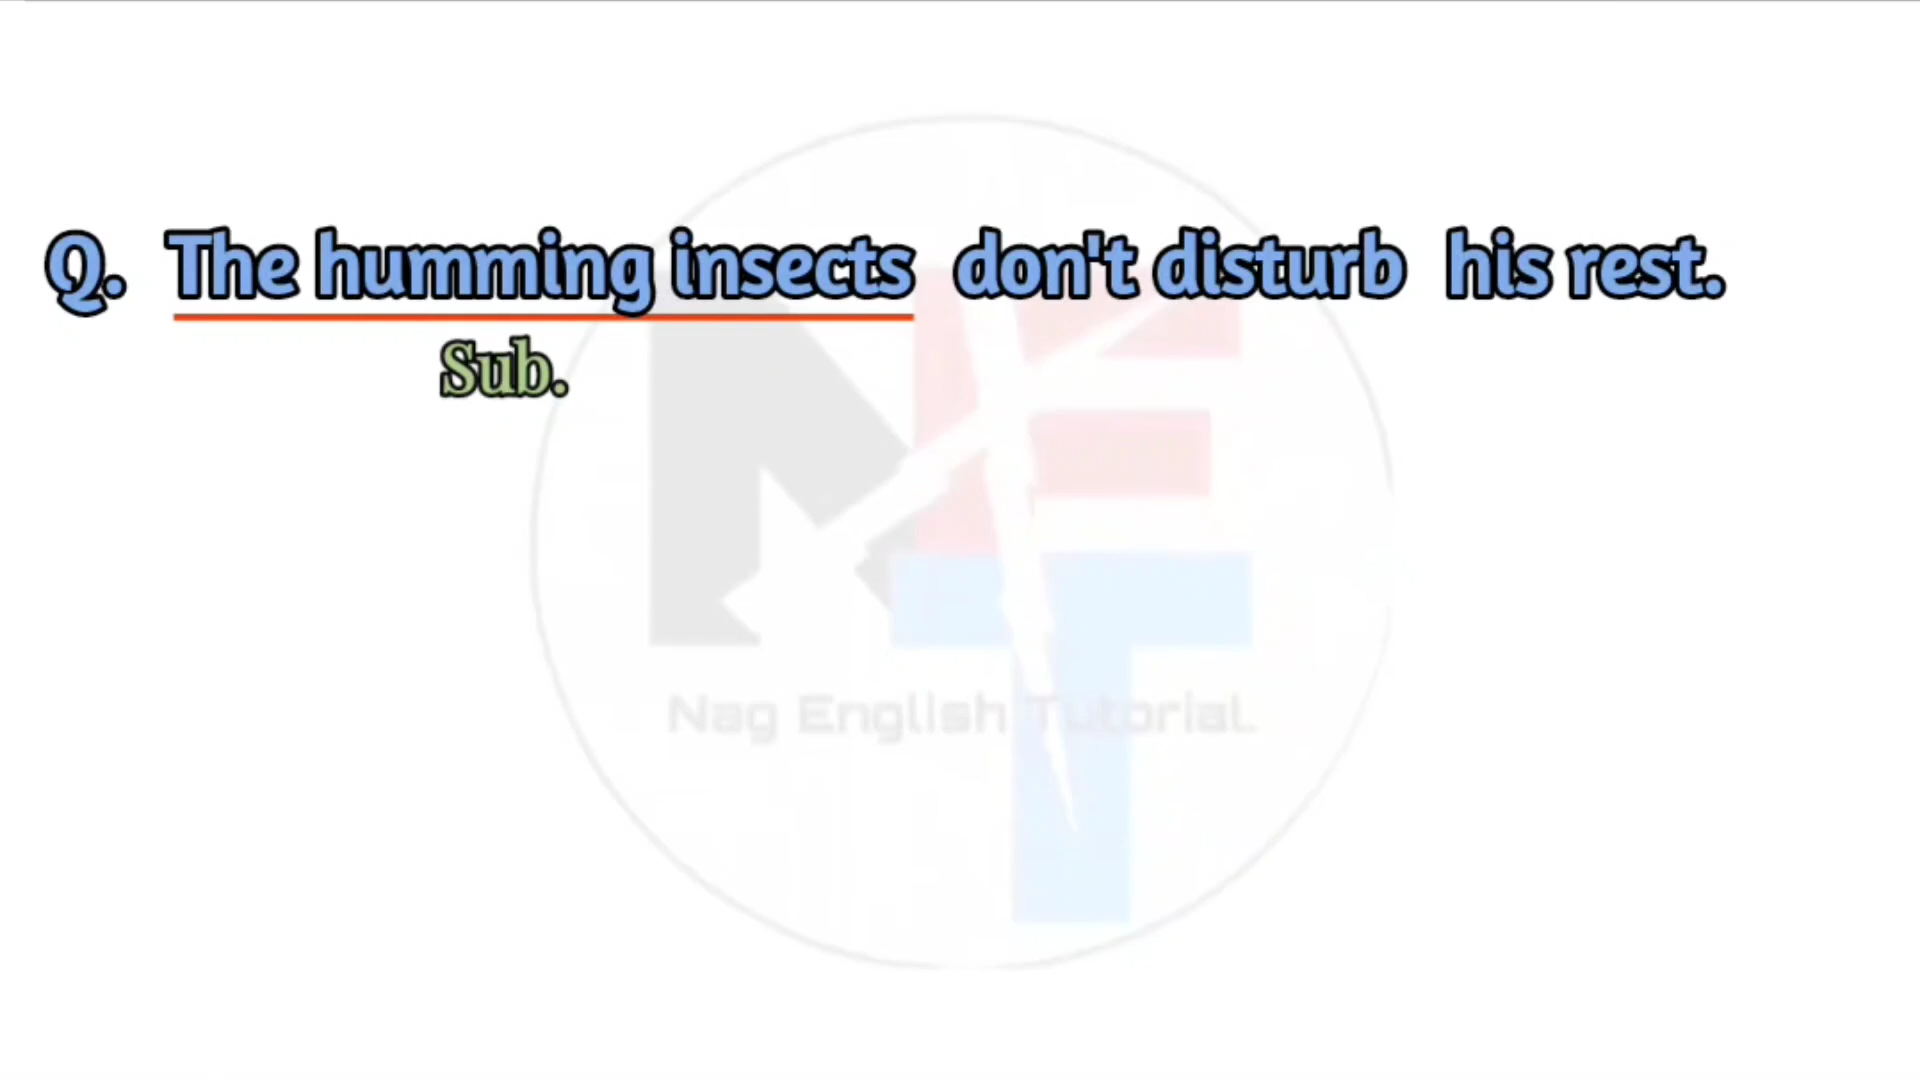 Q. The humming insects don't disturb his rest.
Sub.
Nag English Tutorial.